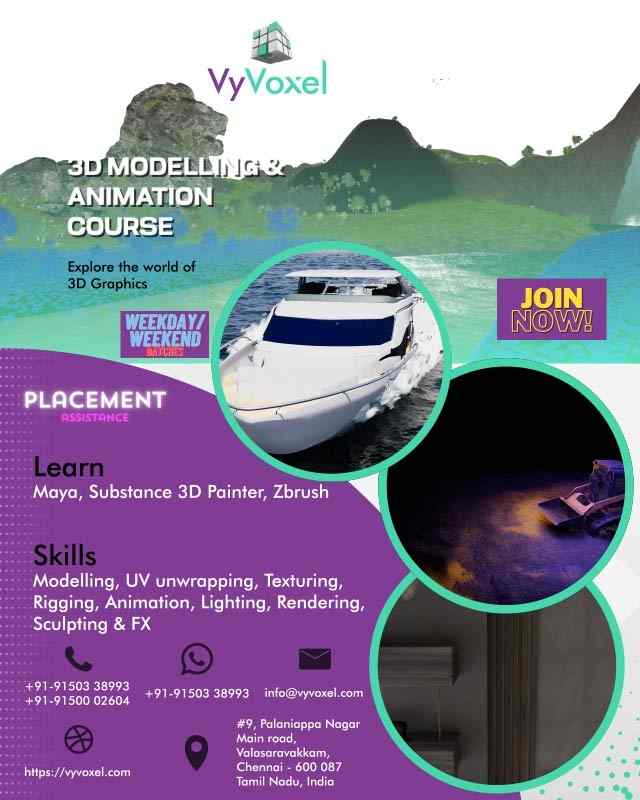 VyVoxel
3D MODELLING &
ANIMATION
COURSE
Explore the world of
3D Graphics
WEEKDAY/
WEEKEND
BATCHES
JOIN
NOW!
PLACEMENT
ASSISTANCE
Learn
Maya, Substance 3D Painter, Zbrush
Skills
Modelling, UV unwrapping, Texturing,
Rigging, Animation, Lighting, Rendering,
Sculpting & FX
+91-91503 38993
+91-91500 02604
+91-91503 38993
info@vyvoxel.com
https://vyvoxel.com
#9, Palaniappa Nagar
Main road,
Valasaravakkam,
Chennai - 600 087
Tamil Nadu, India